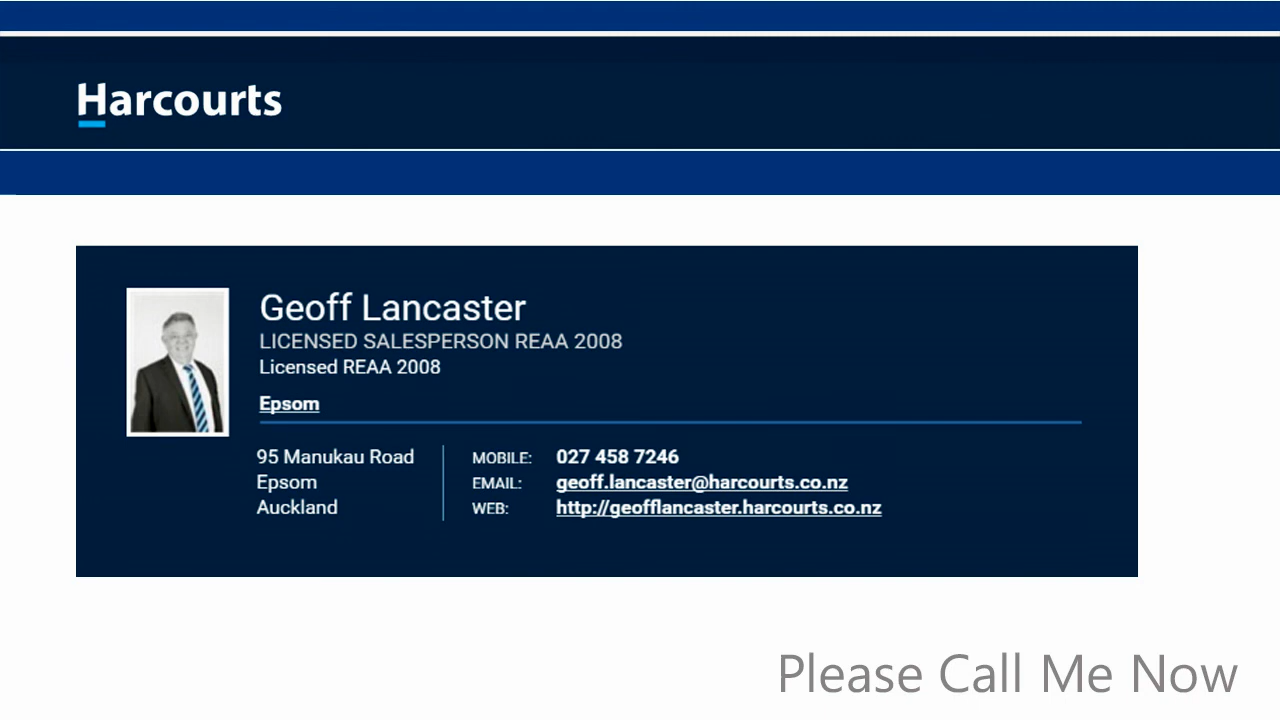 Harcourts
Geoff Lancaster
LICENSED SALESPERSON REAA 2008
Licensed REAA 2008
Epsom
95 Manukau Road
Epsom
Auckland
MOBILE: 027 458 7246
EMAIL: geoff.lancaster@harcourts.co.nz
WEB: http://geofflancaster.harcourts.co.nz
Please Call Me Now